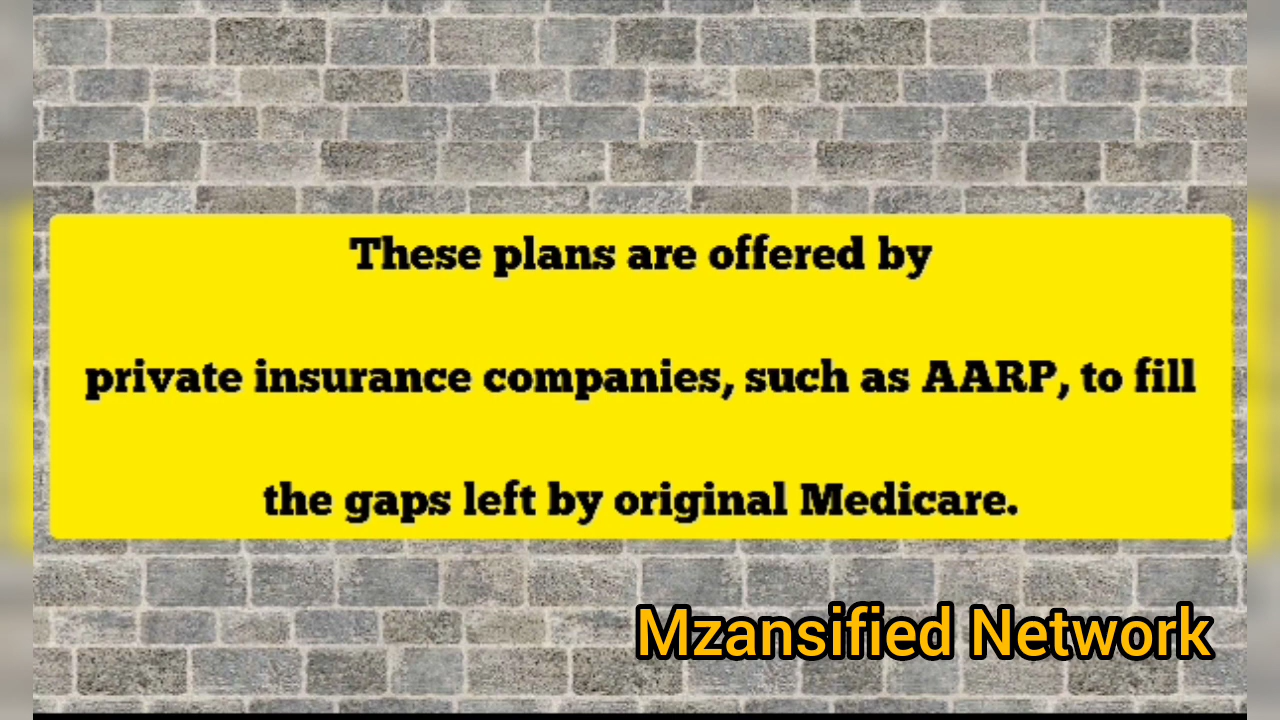 These plans are offered by
private insurance companies, such as AARP, to fill
the gaps left by original Medicare.
Mzansified Network